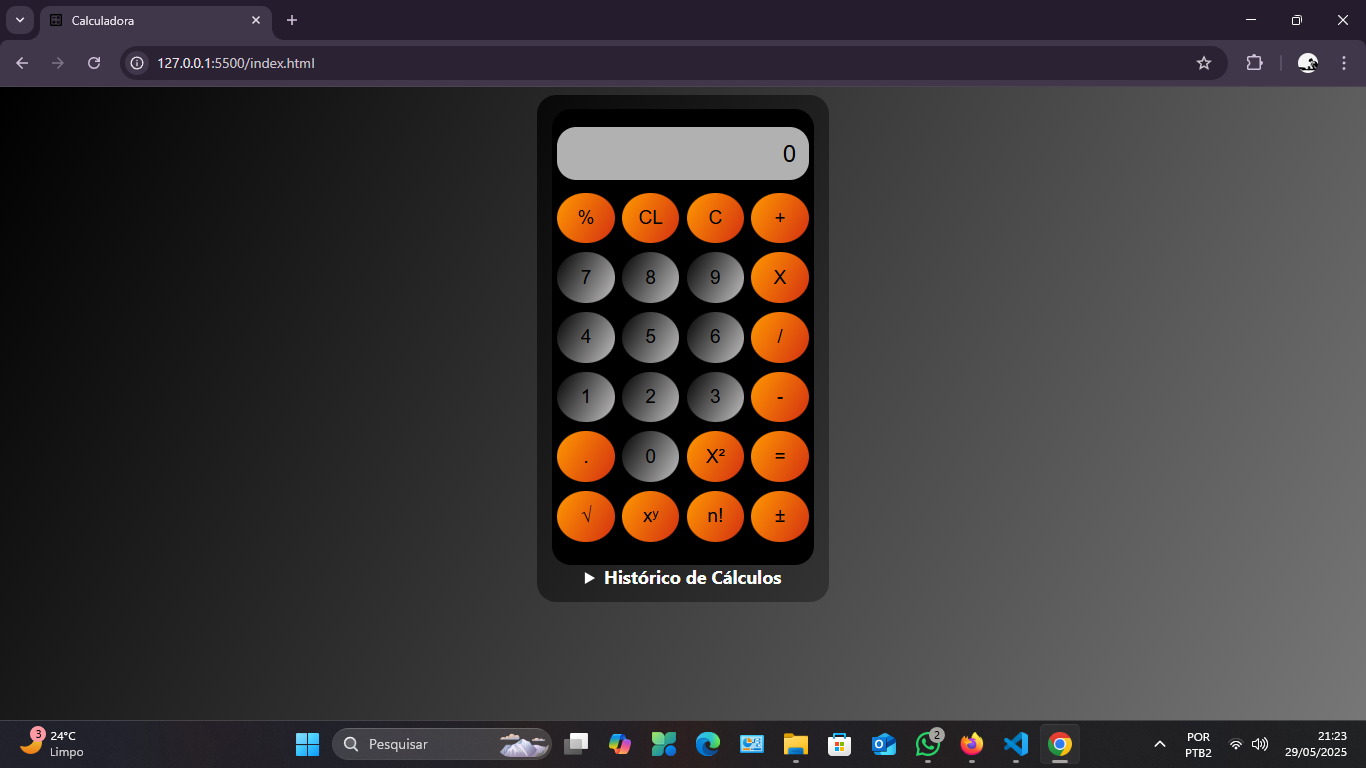 Calculadora
127.0.0.1:5500/index.html
0
% CL C +
7 8 9 X
4 5 6 /
1 2 3 -
. 0 X² =
√ xʸ n! ±
▶ Histórico de Cálculos
3
24°C
Limpo
Pesquisar
2
POR
PTB2
21:23
29/05/2025